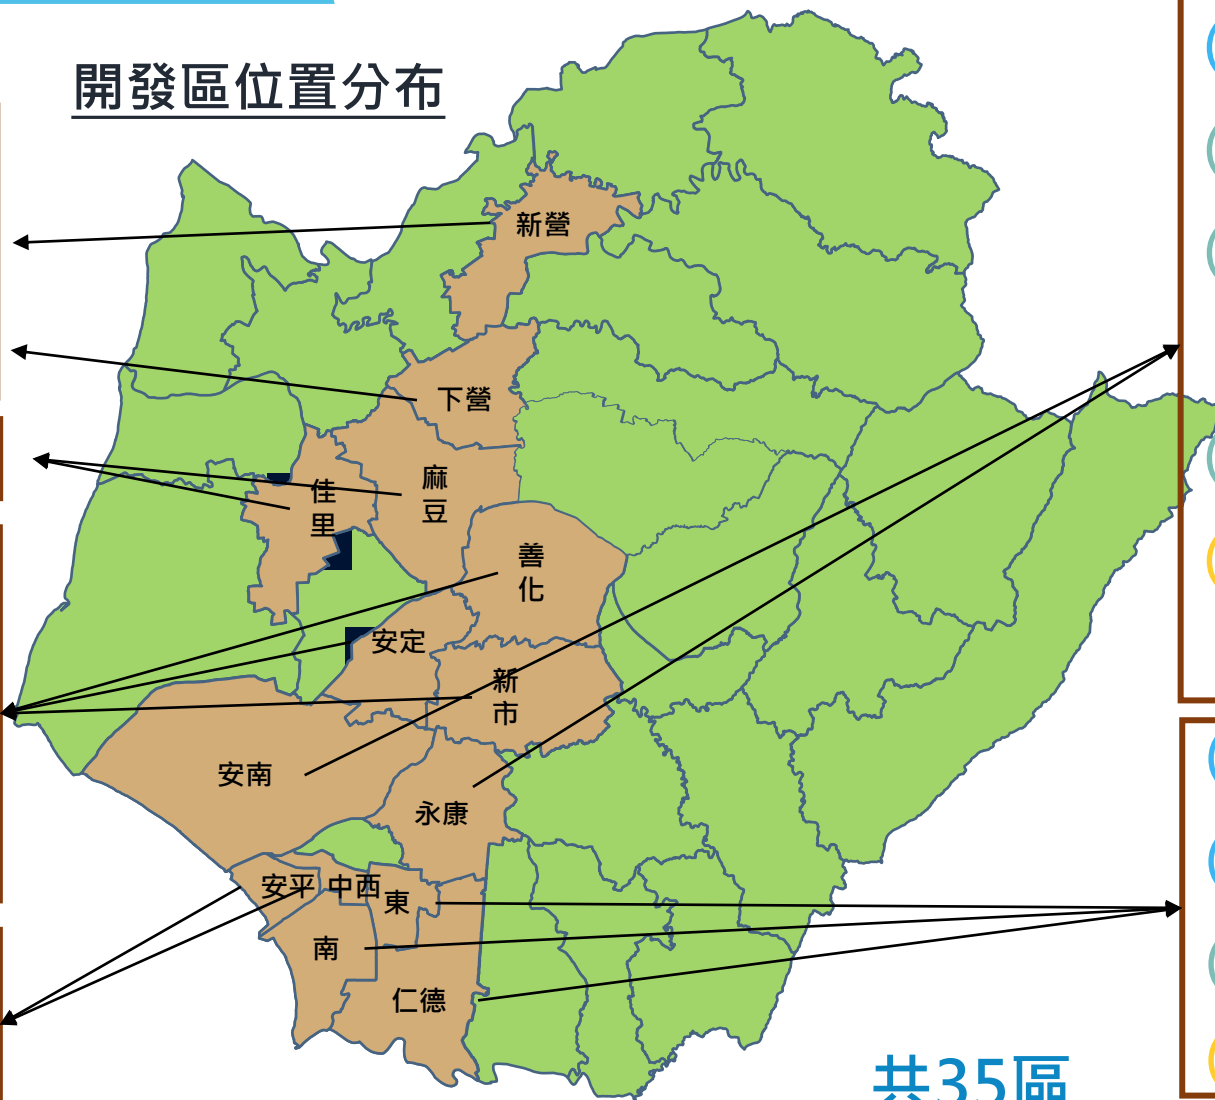 開發區位置分布
新營
下營
麻
豆
佳
里
善
化
安定
新
市
安南
永康
安平
中西
東
南
仁德
共35區